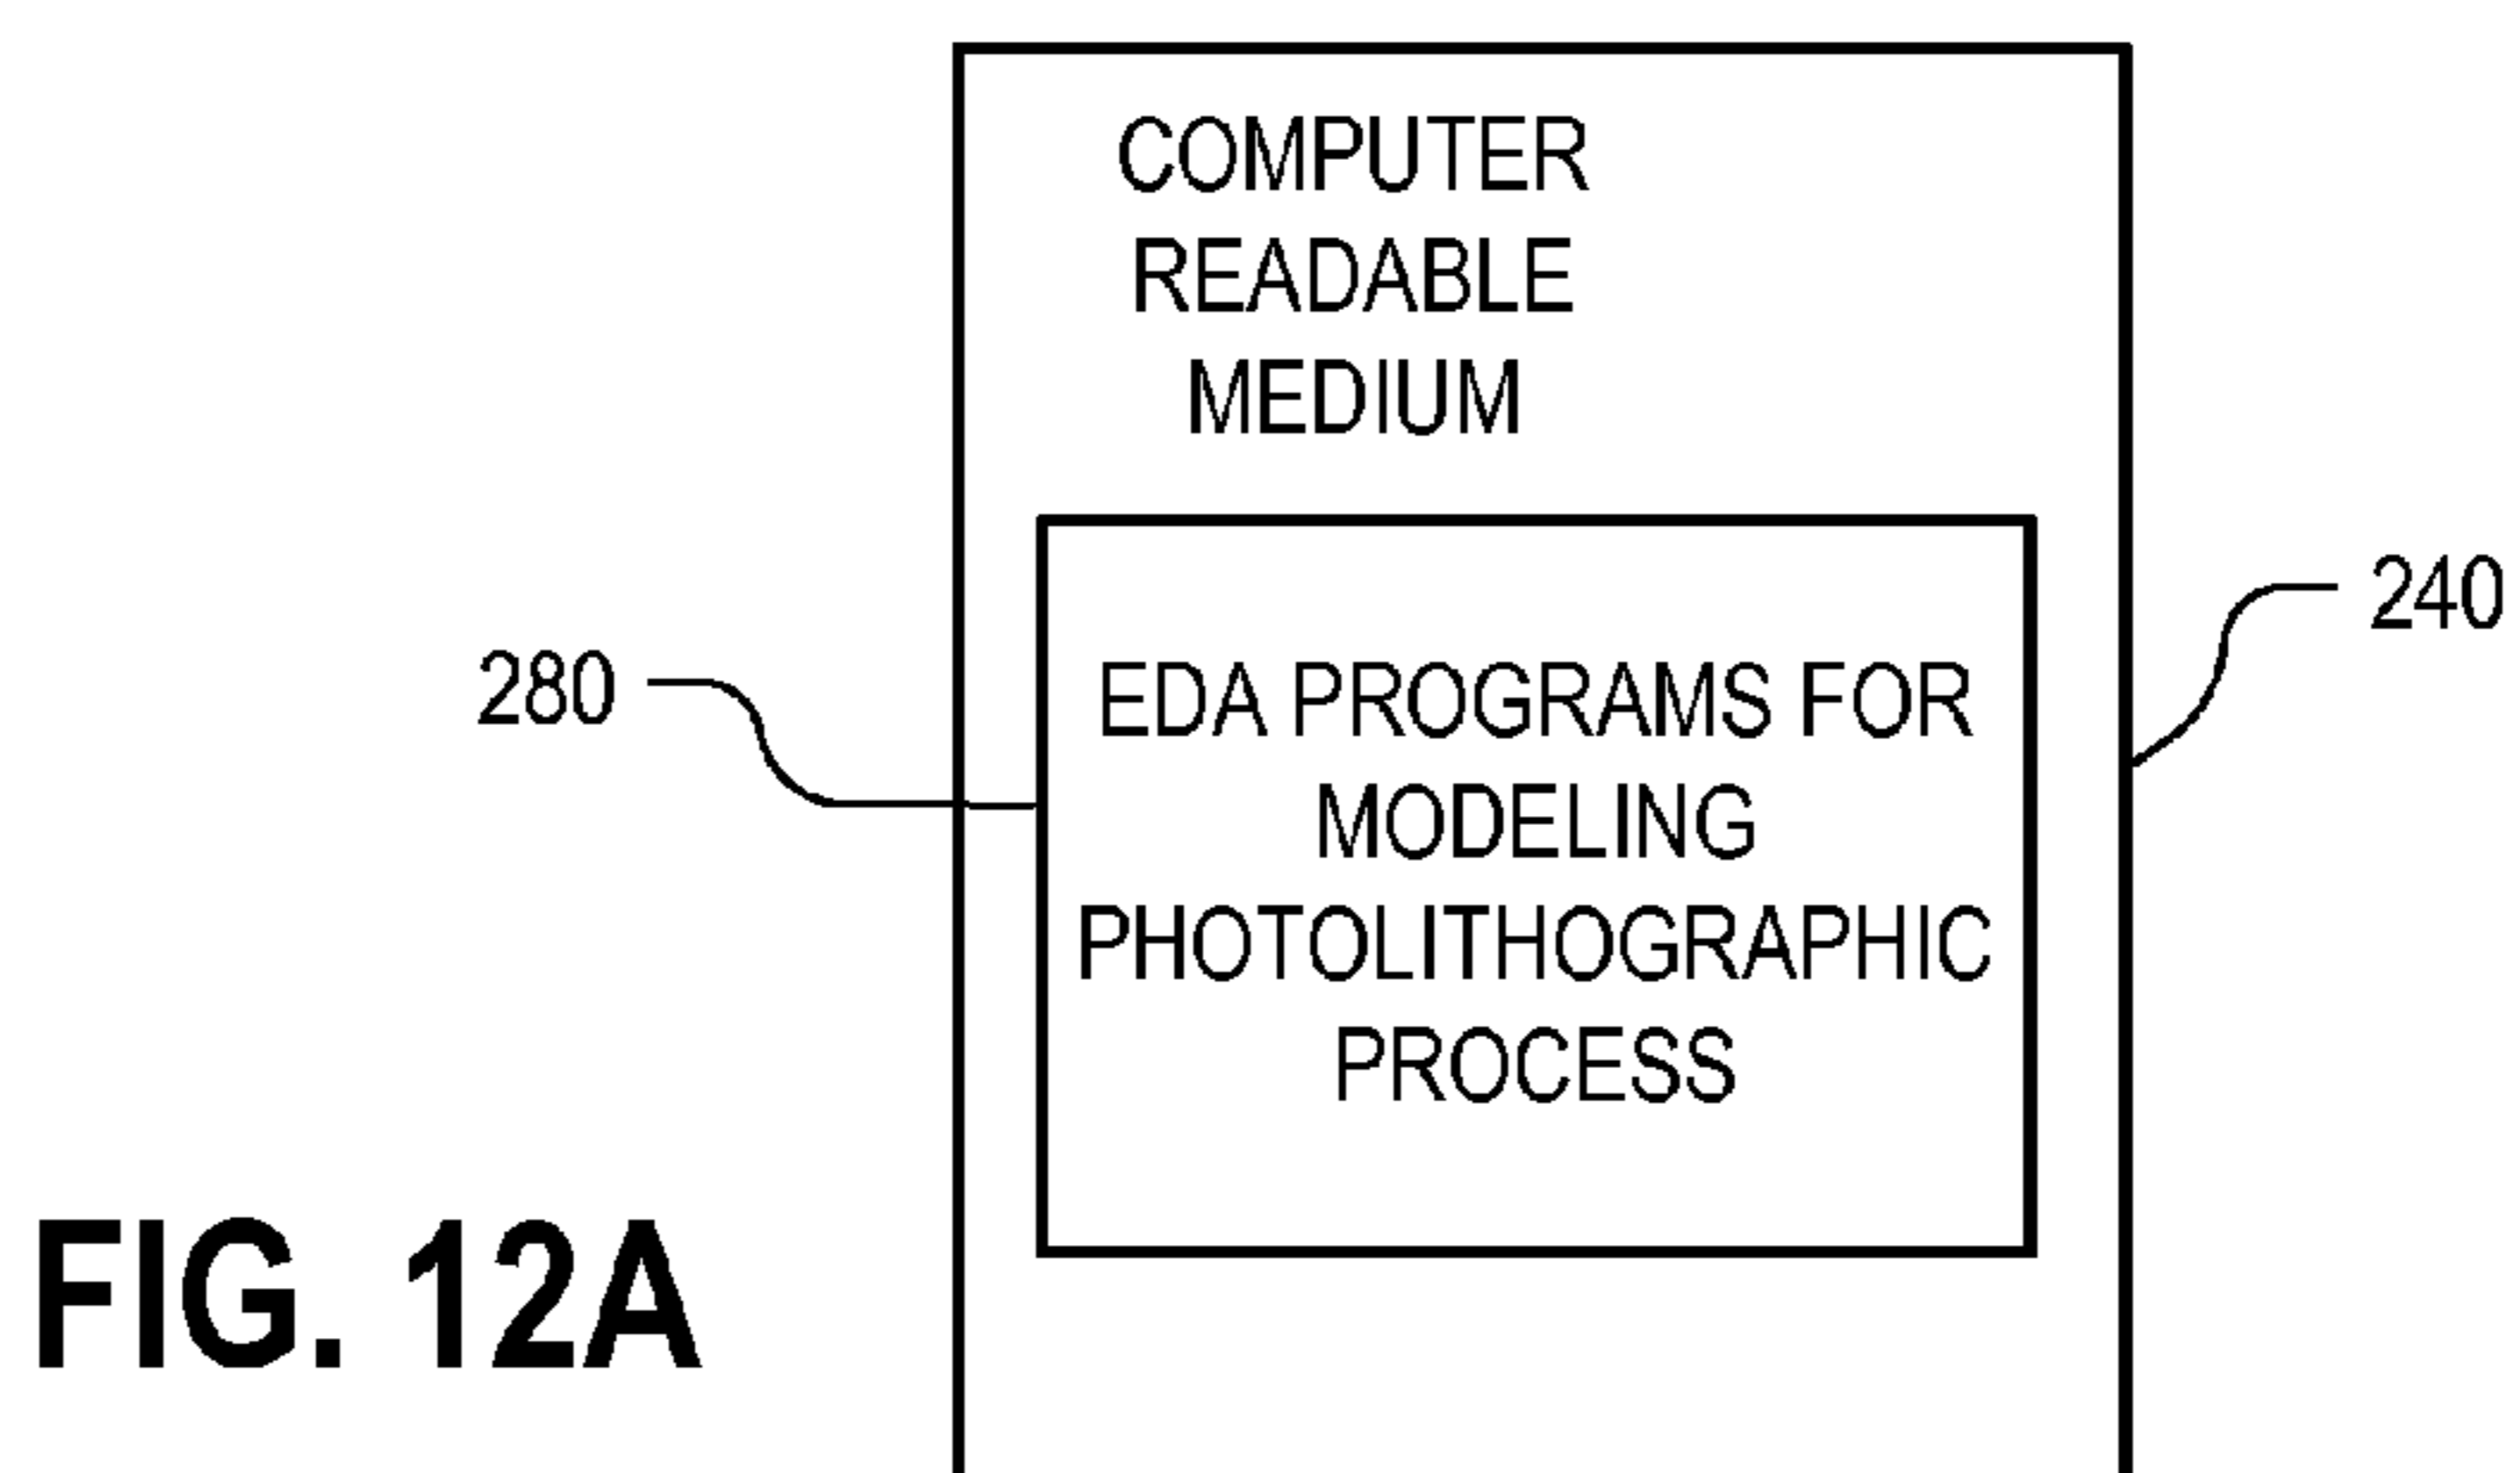 COMPUTER
READABLE
MEDIUM
240
280
EDA PROGRAMS FOR
MODELING
PHOTOLITHOGRAPHIC
PROCESS
FIG. 12A